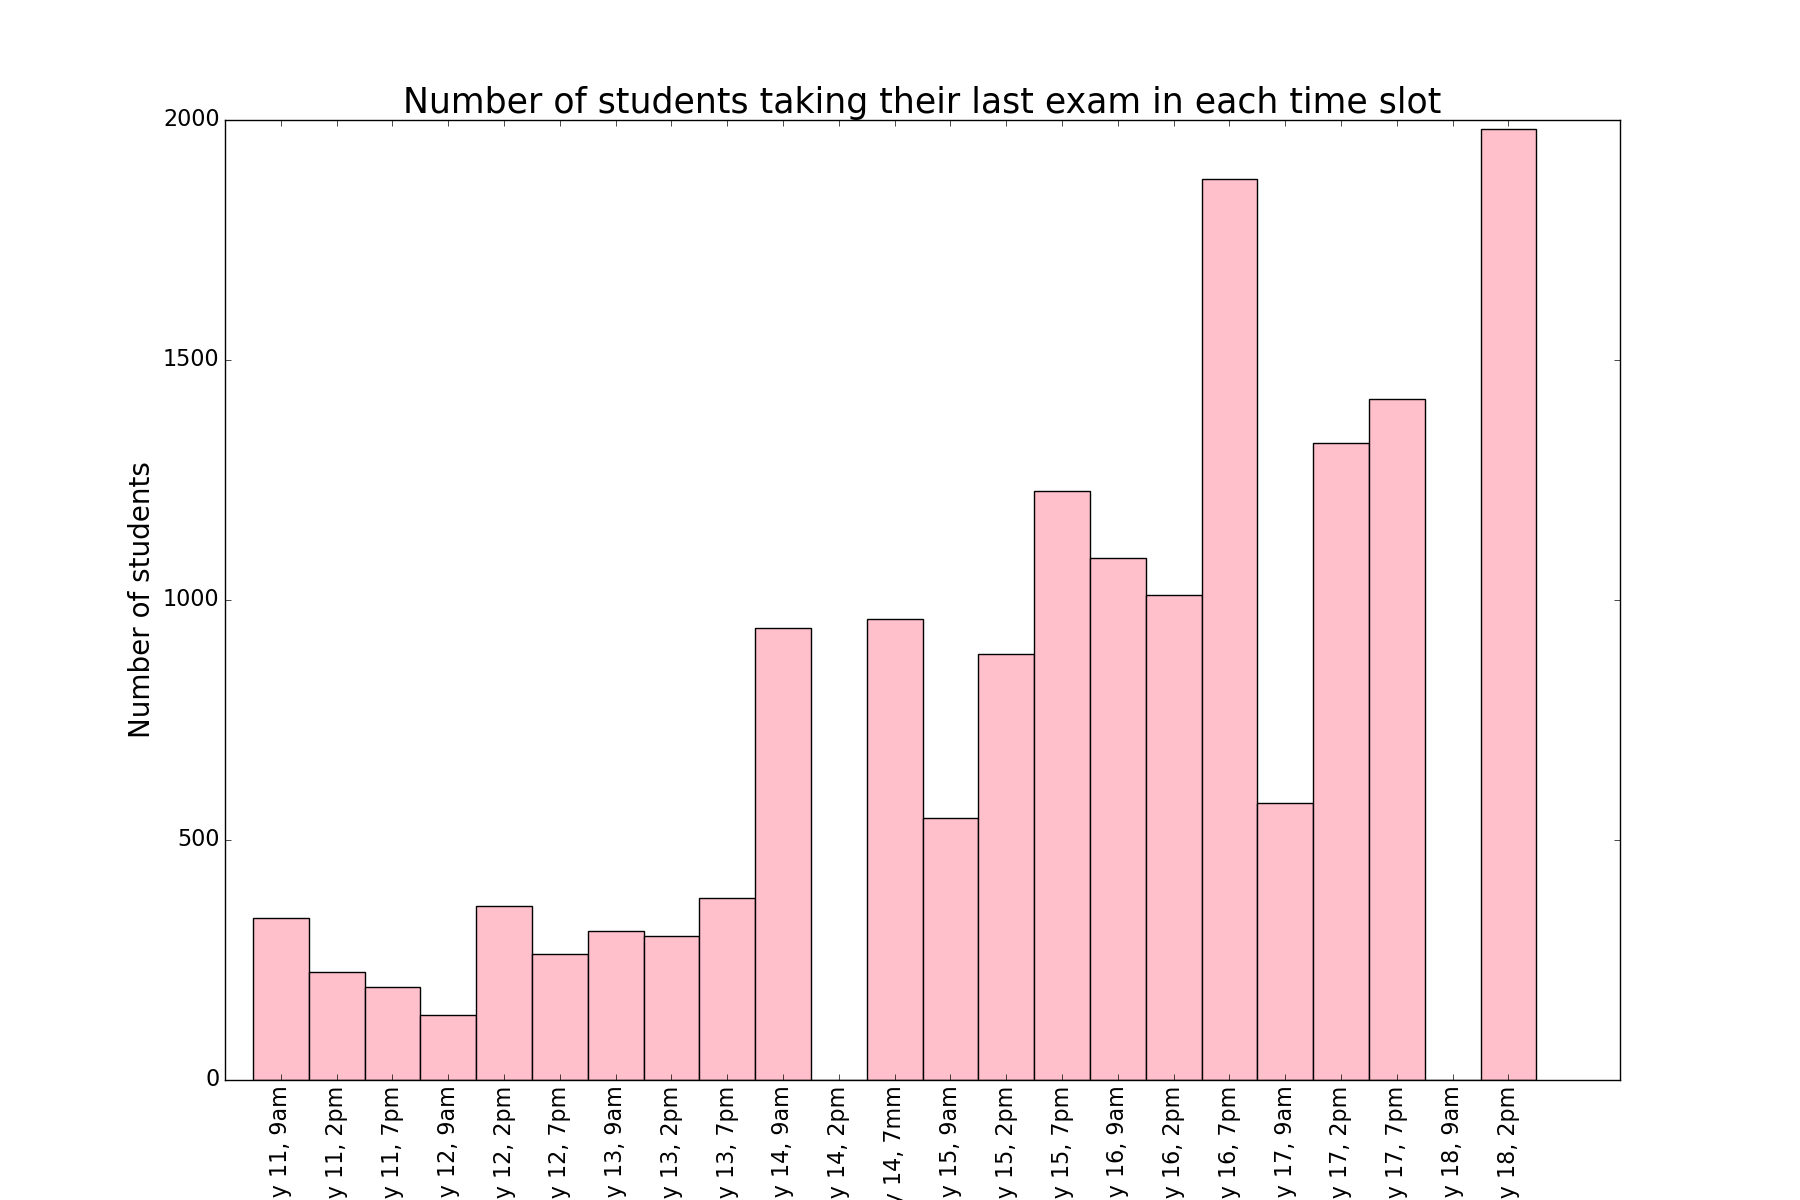 Number of students taking their last exam in each time slot
Number of students
2000
1500
1000
500
0
y 11, 9am
y 11, 2pm
y 11, 7pm
y 12, 9am
y 12, 2pm
y 12, 7pm
y 13, 9am
y 13, 2pm
y 13, 7pm
y 14, 9am
y 14, 2pm
y 14, 7mm
y 15, 9am
y 15, 2pm
y 15, 7pm
y 16, 9am
y 16, 2pm
y 16, 7pm
y 17, 9am
y 17, 2pm
y 17, 7pm
y 18, 9am
y 18, 2pm